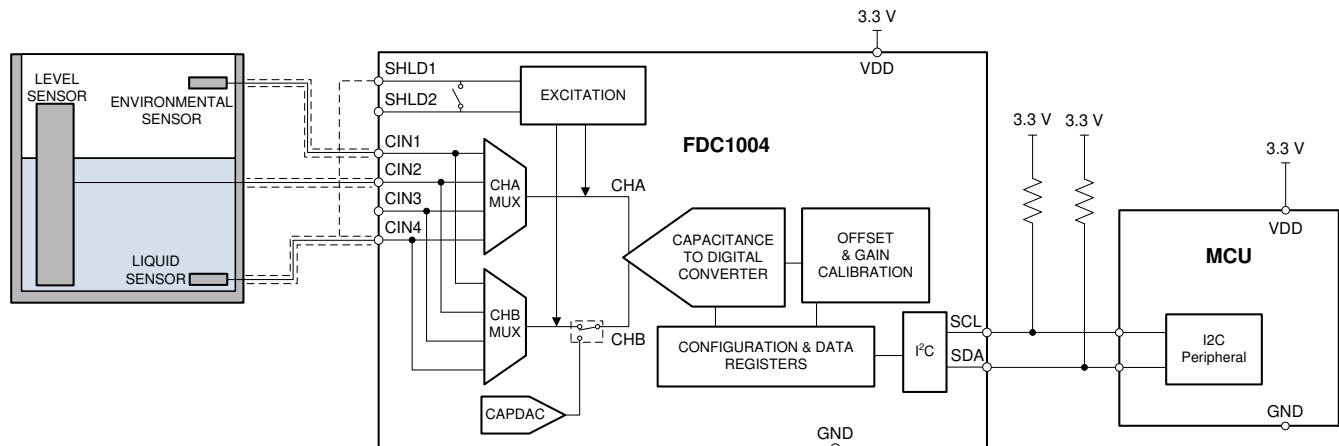 3.3 V
VDD
LEVEL
SENSOR
ENVIRONMENTAL
SENSOR
LIQUID
SENSOR
SHLD1
SHLD2
CIN1
CIN2
CIN3
CIN4
EXCITATION
FDC1004
CHA
MUX
CHA
CHB
MUX
CHB
CAPDAC
CAPACITANCE
TO DIGITAL
CONVERTER
OFFSET
& GAIN
CALIBRATION
CONFIGURATION & DATA
REGISTERS
I²C
SCL
SDA
GND
3.3 V
3.3 V
3.3 V
VDD
MCU
I2C
Peripheral
GND